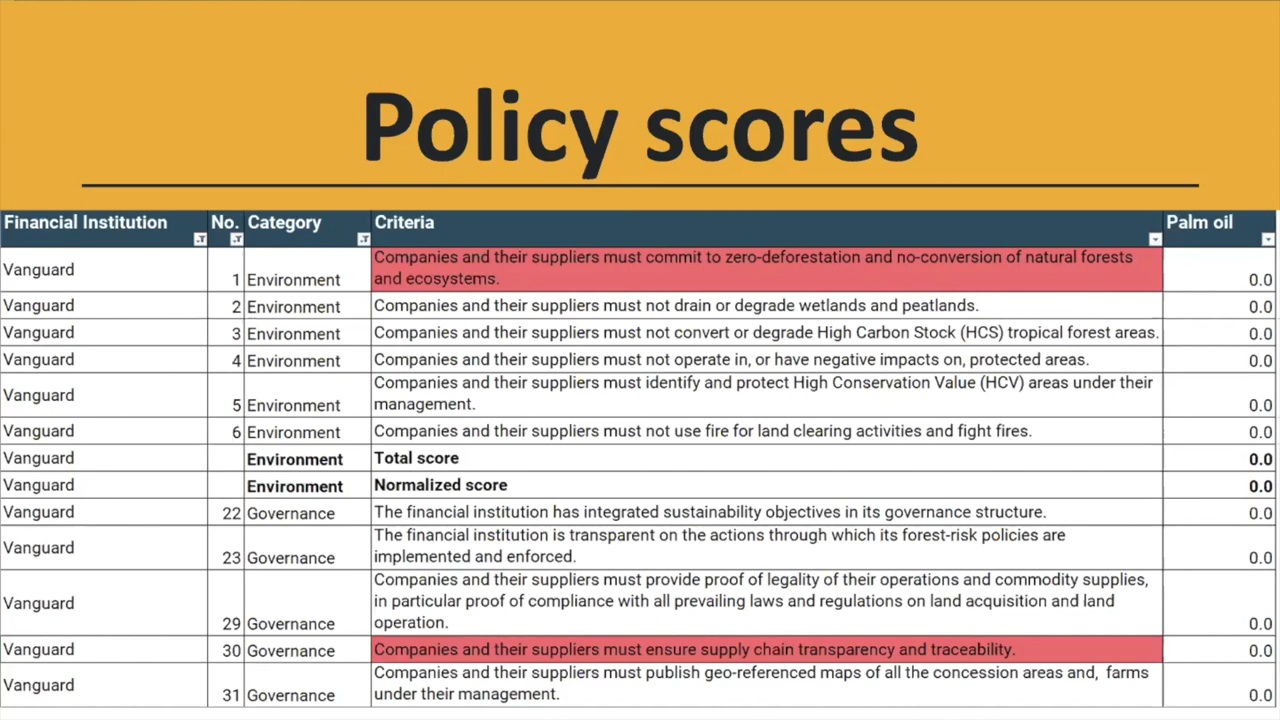 Policy scores
Financial Institution No. Category Criteria Palm oil
Vanguard 1 Environment Companies and their suppliers must commit to zero-deforestation and no-conversion of natural forests
and ecosystems. 0.0
Vanguard 2 Environment Companies and their suppliers must not drain or degrade wetlands and peatlands. 0.0
Vanguard 3 Environment Companies and their suppliers must not convert or degrade High Carbon Stock (HCS) tropical forest areas. 0.0
Vanguard 4 Environment Companies and their suppliers must not operate in, or have negative impacts on, protected areas. 0.0
Vanguard 5 Environment Companies and their suppliers must identify and protect High Conservation Value (HCV) areas under their
management. 0.0
Vanguard 6 Environment Companies and their suppliers must not use fire for land clearing activities and fight fires. 0.0
Vanguard Environment Total score 0.0
Vanguard Environment Normalized score 0.0
Vanguard 22 Governance The financial institution has integrated sustainability objectives in its governance structure. 0.0
Vanguard 23 Governance The financial institution is transparent on the actions through which its forest-risk policies are
implemented and enforced. 0.0
Vanguard 29 Governance Companies and their suppliers must provide proof of legality of their operations and commodity supplies,
in particular proof of compliance with all prevailing laws and regulations on land acquisition and land
operation. 0.0
Vanguard 30 Governance Companies and their suppliers must ensure supply chain transparency and traceability. 0.0
Vanguard 31 Governance Companies and their suppliers must publish geo-referenced maps of all the concession areas and, farms
under their management. 0.0